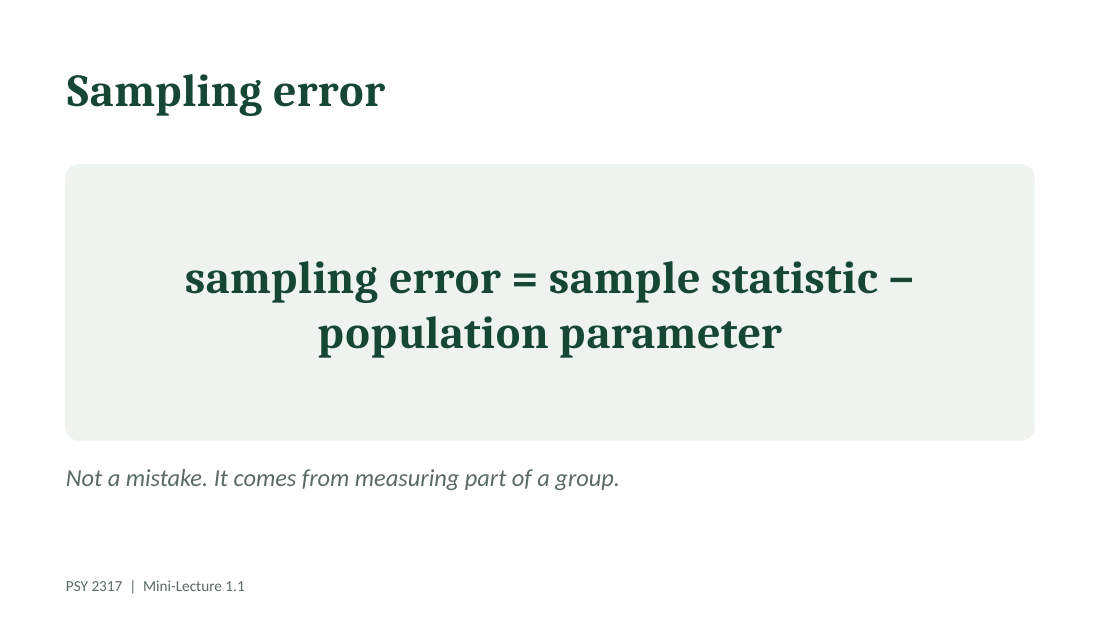 Sampling error
sampling error = sample statistic −
population parameter
Not a mistake. It comes from measuring part of a group.
PSY 2317 | Mini-Lecture 1.1